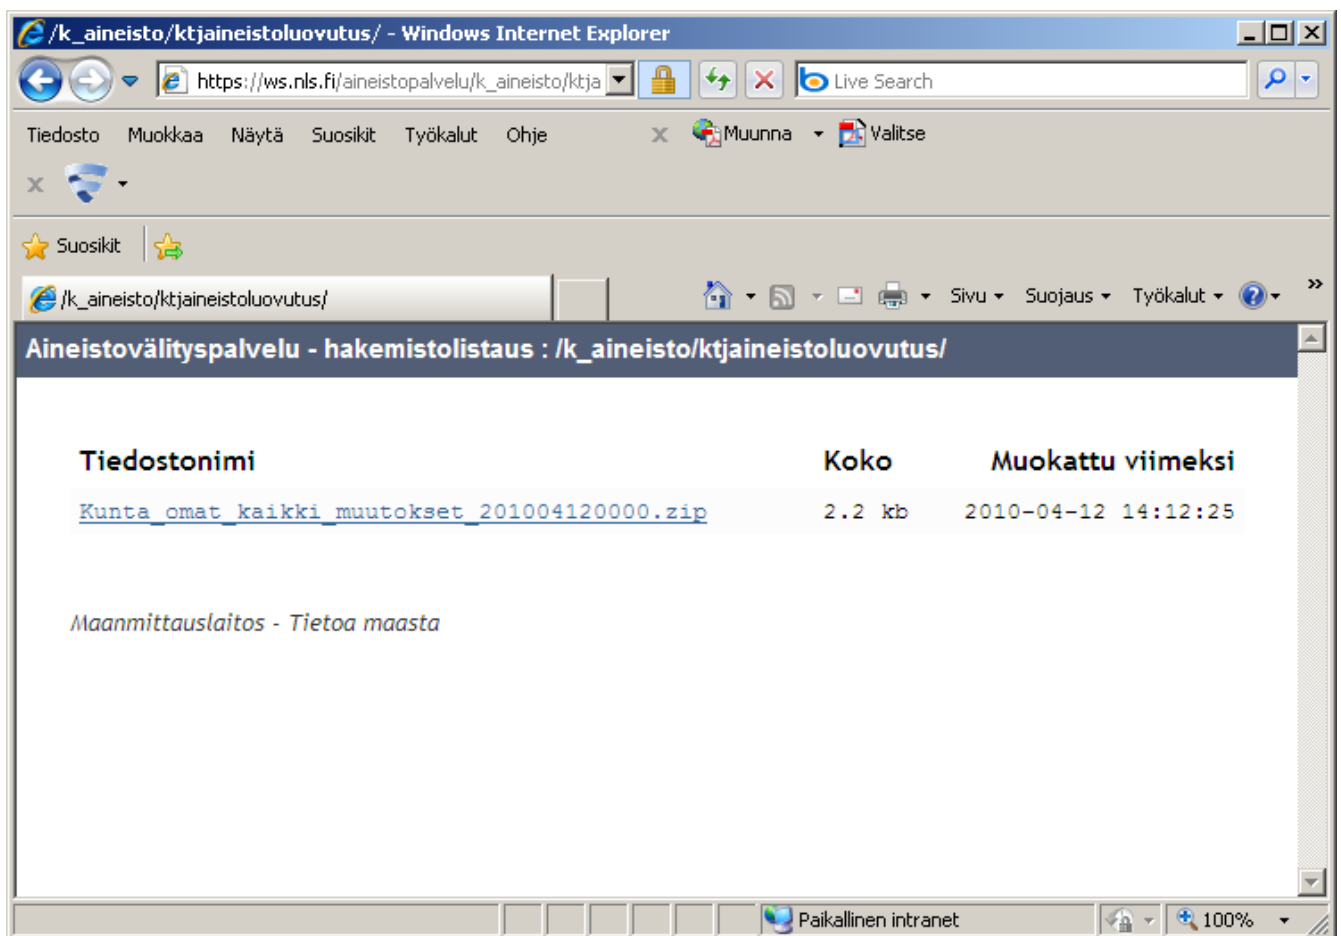 /k_aineisto/ktjaineistoluovutus/ - Windows Internet Explorer
https://ws.nls.fi/aineistopalvelu/k_aineisto/ktja Live Search
Tiedosto Muokkaa Näytä Suosikit Työkalut Ohje x Muunna Valitse
x
Suosikit
/k_aineisto/ktjaineistoluovutus/ Sivu Suojaus Työkalut »
Aineistovälityspalvelu - hakemistolistaus : /k_aineisto/ktjaineistoluovutus/
Tiedostonimi Koko Muokattu viimeksi
Kunta_omat_kaikki_muutokset_201004120000.zip 2.2 kb 2010-04-12 14:12:25
Maanmittauslaitos - Tietoa maasta
Paikallinen intranet 100%